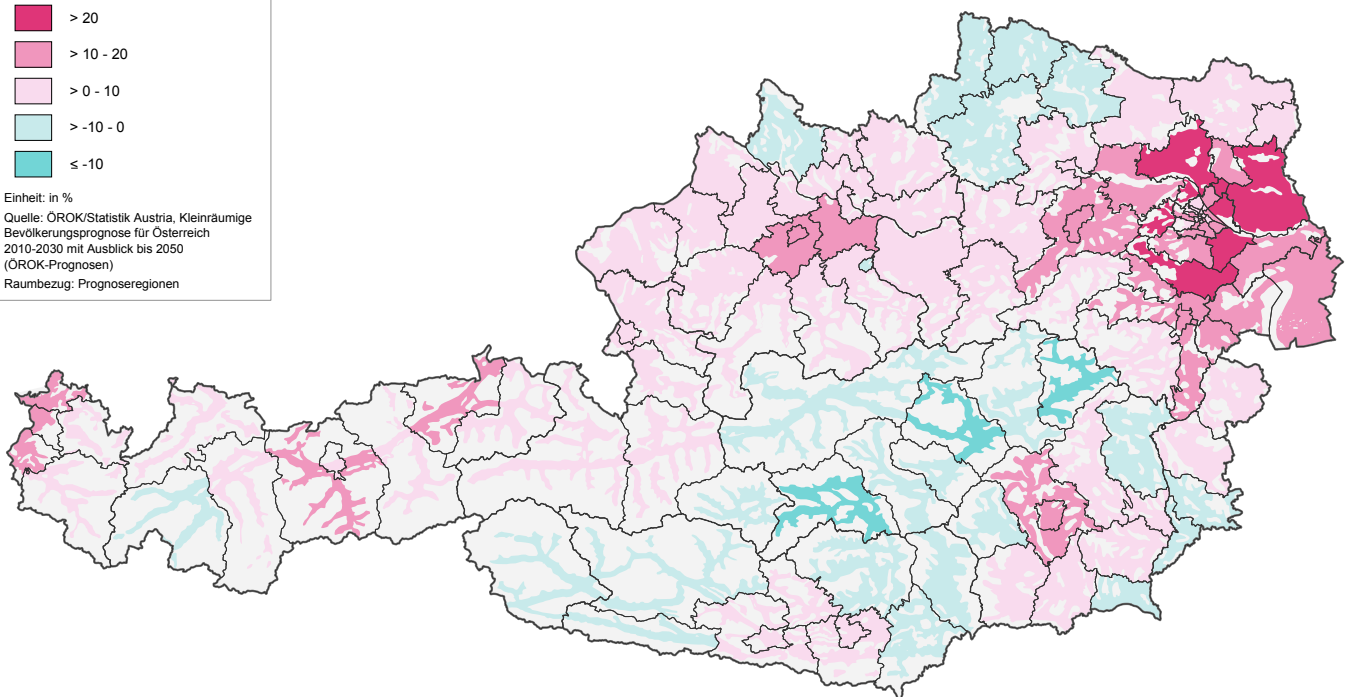 > 20
> 10 - 20
> 0 - 10
> -10 - 0
≤ -10
Einheit: in %
Quelle: ÖROK/Statistik Austria, Kleinräumige
Bevölkerungsprognose für Österreich
2010-2030 mit Ausblick bis 2050
(ÖROK-Prognosen)
Raumbezug: Prognoseregionen